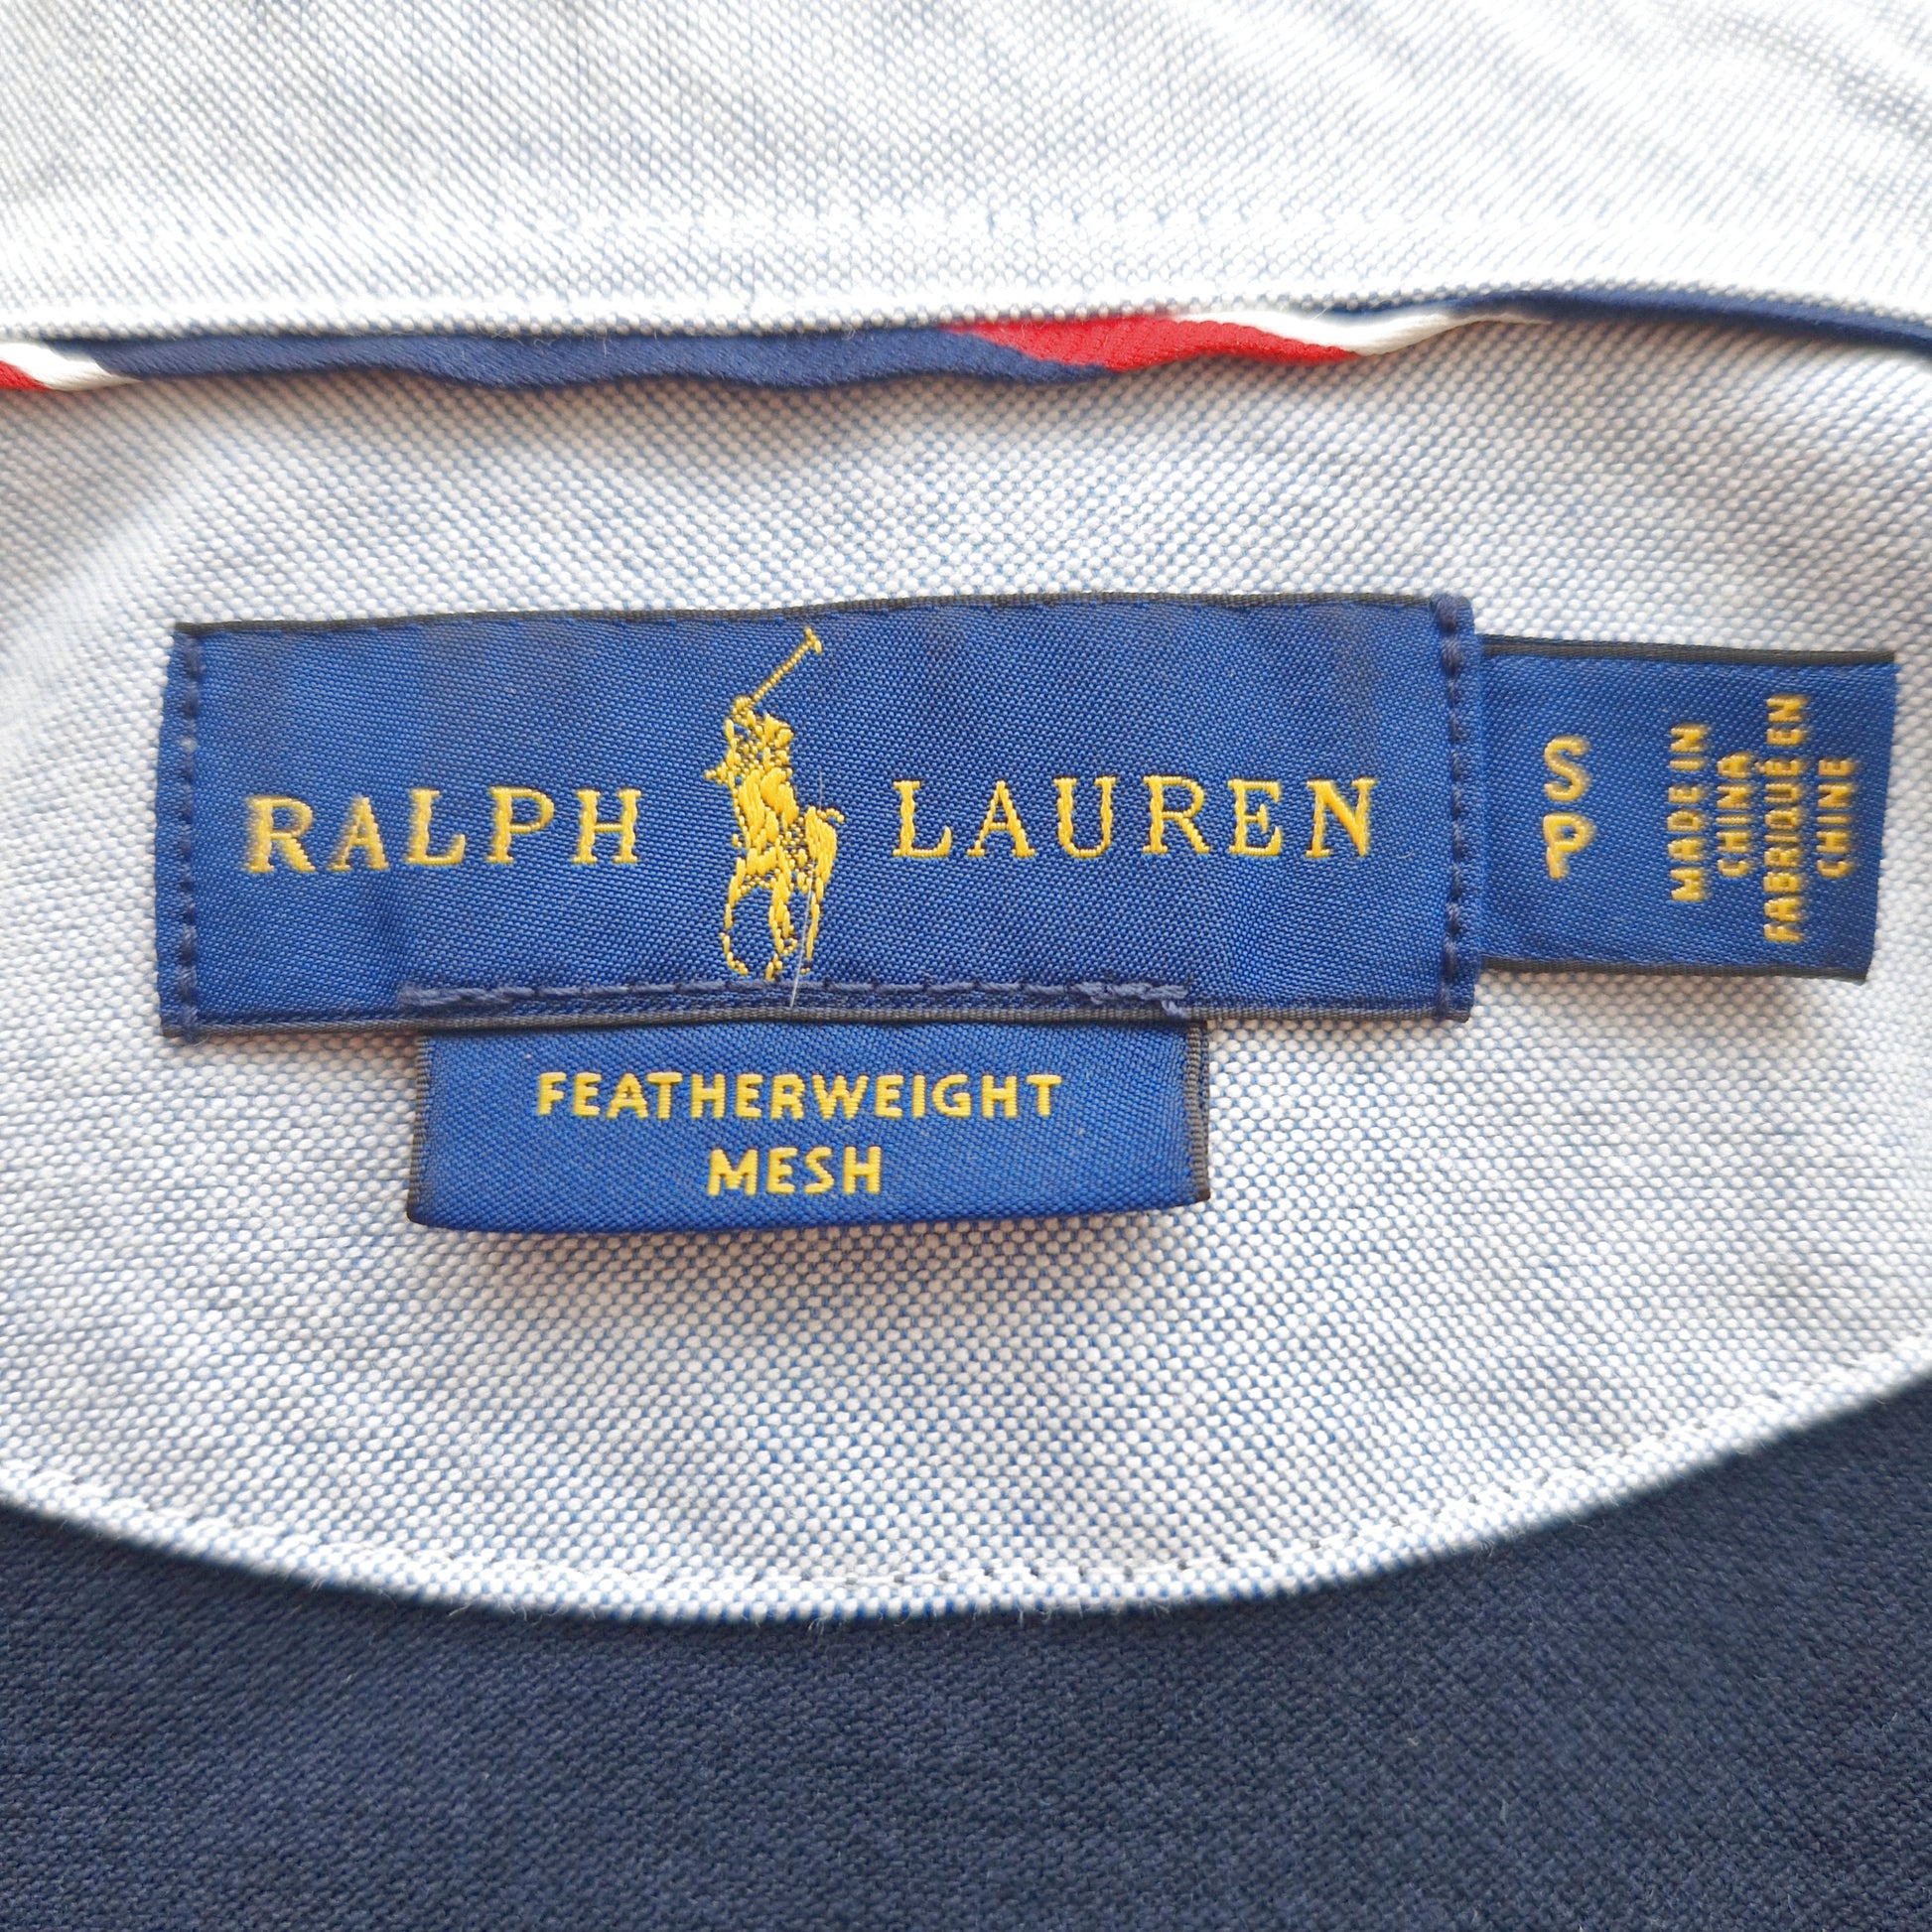 RALPH LAUREN
S
P
MADE IN
CHINA
FABRIQUÉ EN
CHINE
FEATHERWEIGHT
MESH